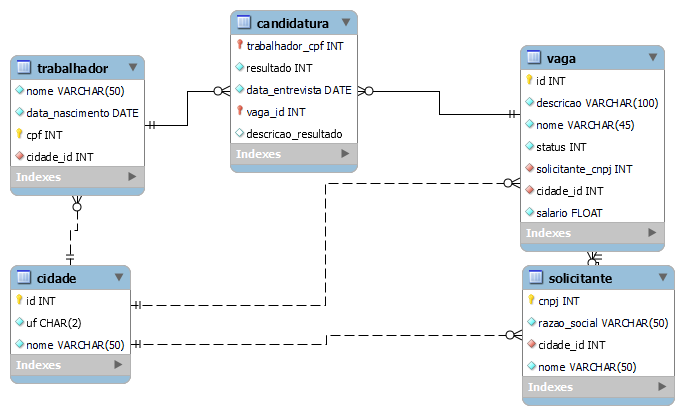 trabalhador
nome VARCHAR(50)
data_nascimento DATE
cpf INT
cidade_id INT
Indexes
candidatura
trabalhador_cpf INT
resultado INT
data_entrevista DATE
vaga_id INT
descricao_resultado
Indexes
vaga
id INT
descricao VARCHAR(100)
nome VARCHAR(45)
status INT
solicitante_cnpj INT
cidade_id INT
salario FLOAT
Indexes
cidade
id INT
uf CHAR(2)
nome VARCHAR(50)
Indexes
solicitante
cnpj INT
razao_social VARCHAR(50)
cidade_id INT
nome VARCHAR(50)
Indexes